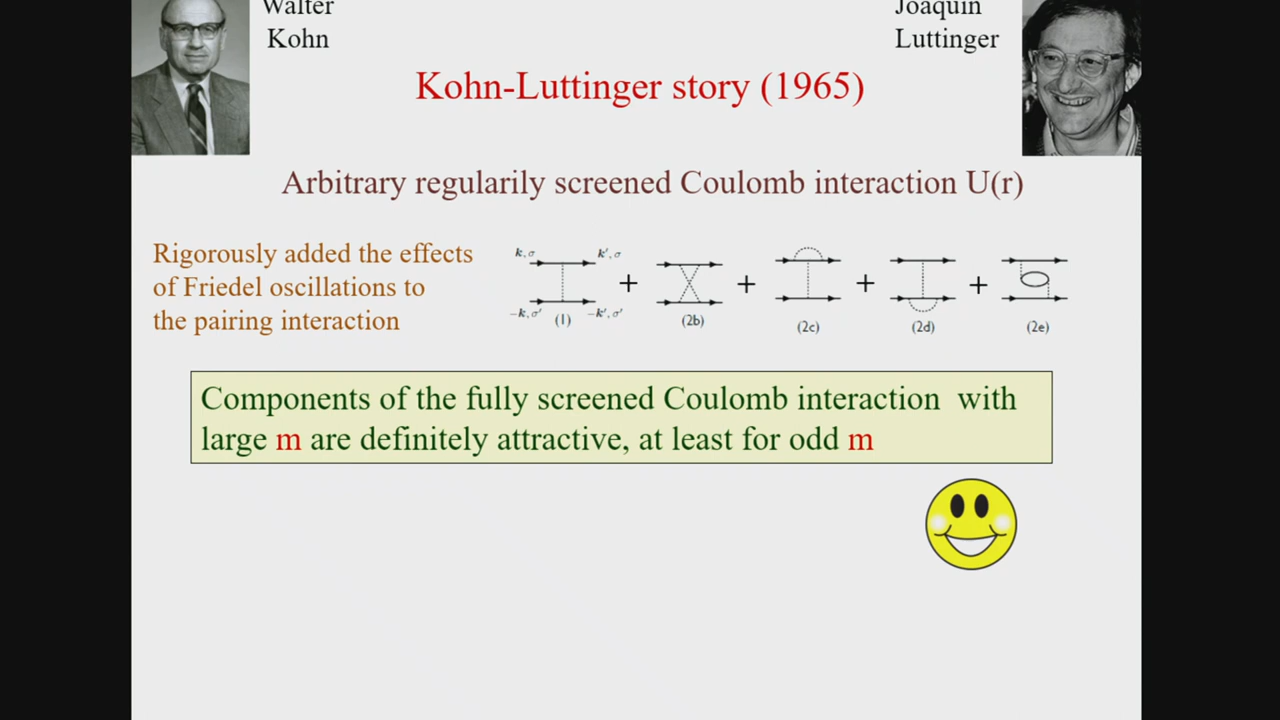 Walter
Kohn
Joaquin
Luttinger
Kohn-Luttinger story (1965)
Arbitrary regularily screened Coulomb interaction U(r)
Rigorously added the effects
of Friedel oscillations to
the pairing interaction
k,σ k′,σ
+ + + +
−k,σ′ (1) −k′,σ′ (2b) (2c) (2d) (2e)
Components of the fully screened Coulomb interaction with
large m are definitely attractive, at least for odd m